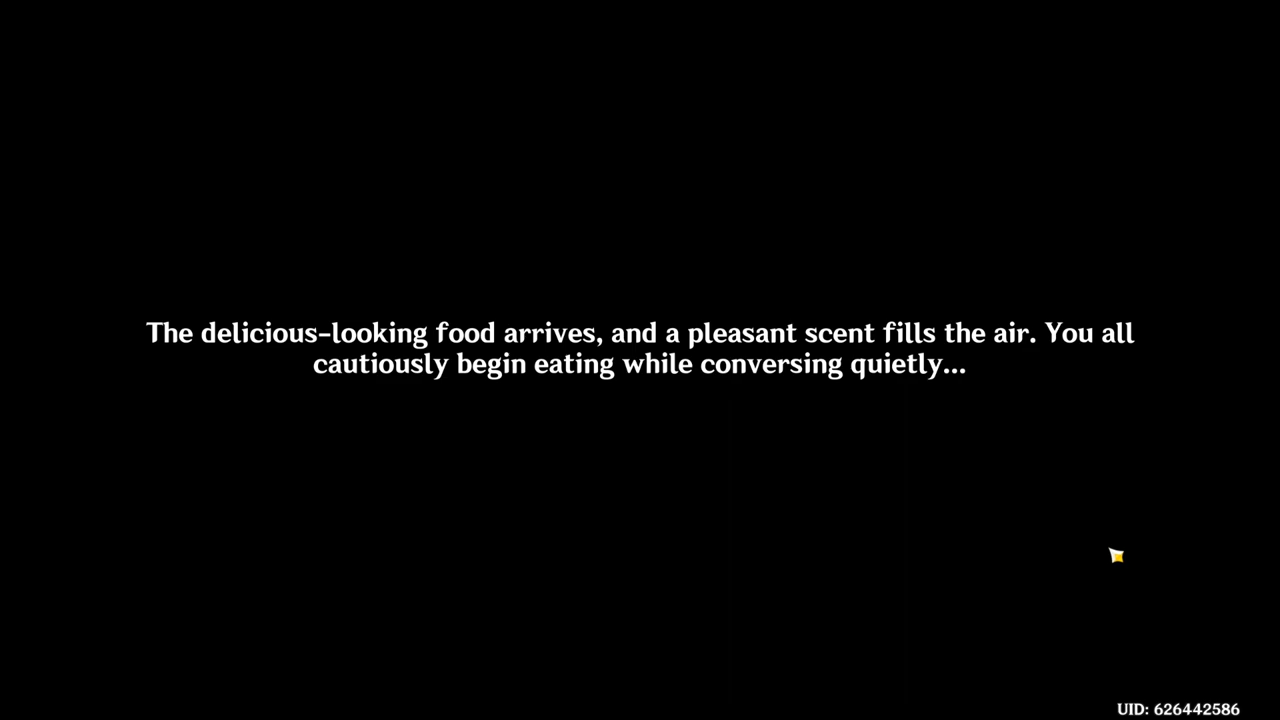 The delicious-looking food arrives, and a pleasant scent fills the air. You all
cautiously begin eating while conversing quietly...
UID: 626442586